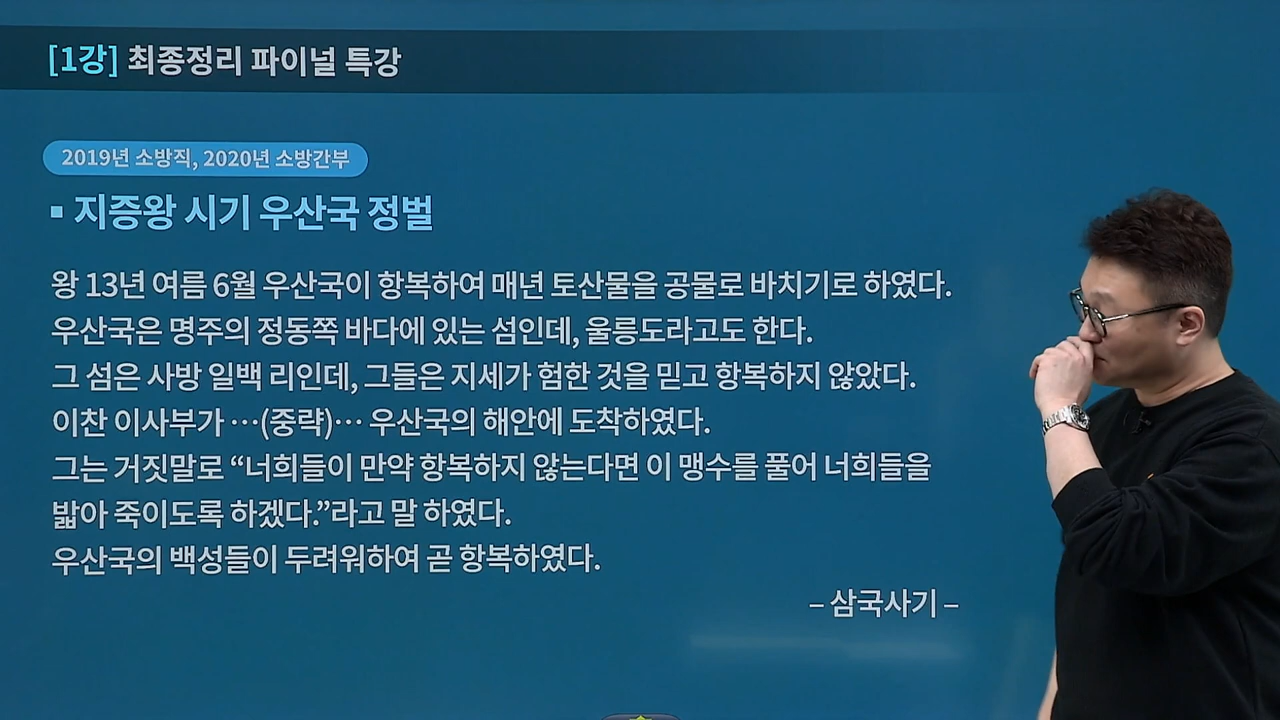 [1강] 최종정리 파이널 특강
2019년 소방직, 2020년 소방간부
▪ 지증왕 시기 우산국 정벌
왕 13년 여름 6월 우산국이 항복하여 매년 토산물을 공물로 바치기로 하였다.
우산국은 명주의 정동쪽 바다에 있는 섬인데, 울릉도라고도 한다.
그 섬은 사방 일백 리인데, 그들은 지세가 험한 것을 믿고 항복하지 않았다.
이찬 이사부가 …(중략)… 우산국의 해안에 도착하였다.
그는 거짓말로 “너희들이 만약 항복하지 않는다면 이 맹수를 풀어 너희들을
밟아 죽이도록 하겠다.”라고 말 하였다.
우산국의 백성들이 두려워하여 곧 항복하였다.
– 삼국사기 –